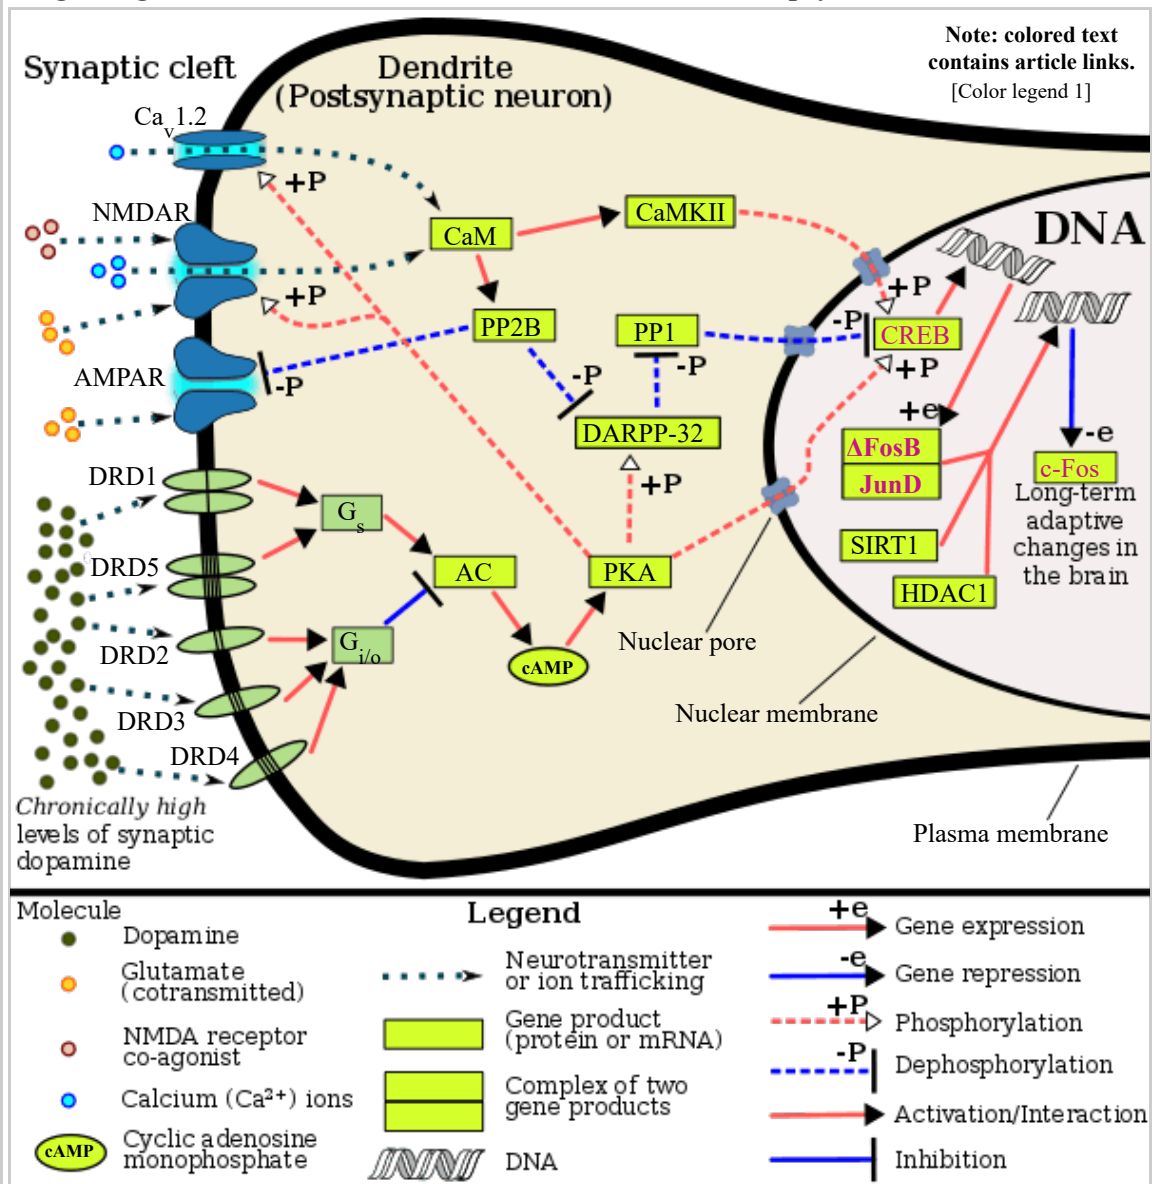 Note: colored text
contains article links.
[Color legend 1]
Synaptic cleft
Dendrite
(Postsynaptic neuron)
Cav1.2
+P
NMDAR
CaM
CaMKII
DNA
+P
+P
PP2B
PP1
-P
CREB
AMPAR
-P
-P
-P
+P
+e
DARPP-32
-e
ΔFosB
JunD
c-Fos
DRD1
+P
Long-term
adaptive
changes in
the brain
Gs
SIRT1
DRD5
AC
PKA
HDAC1
DRD2
Gi/o
cAMP
Nuclear pore
DRD3
Nuclear membrane
DRD4
Chronically high
levels of synaptic
dopamine
Plasma membrane
Molecule
Dopamine
Glutamate
(cotransmitted)
NMDA receptor
co-agonist
Calcium (Ca²⁺) ions
cAMP
Cyclic adenosine
monophosphate
Legend
Neurotransmitter
or ion trafficking
Gene product
(protein or mRNA)
Complex of two
gene products
DNA
+e
Gene expression
-e
Gene repression
+P
Phosphorylation
-P
Dephosphorylation
Activation/Interaction
Inhibition